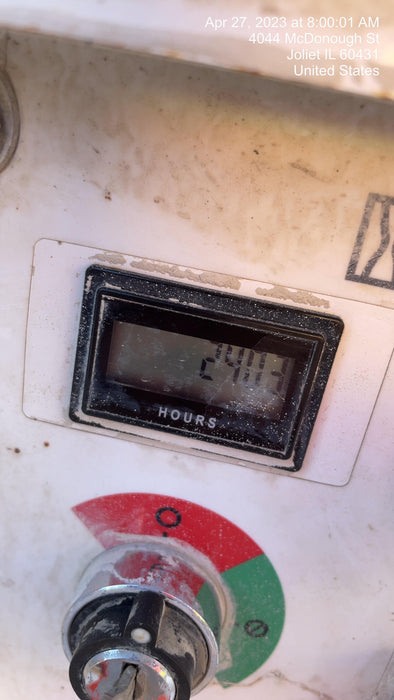 Apr 27, 2023 at 8:00:01 AM
4044 McDonough St
Joliet IL 60431
United States
HOURS